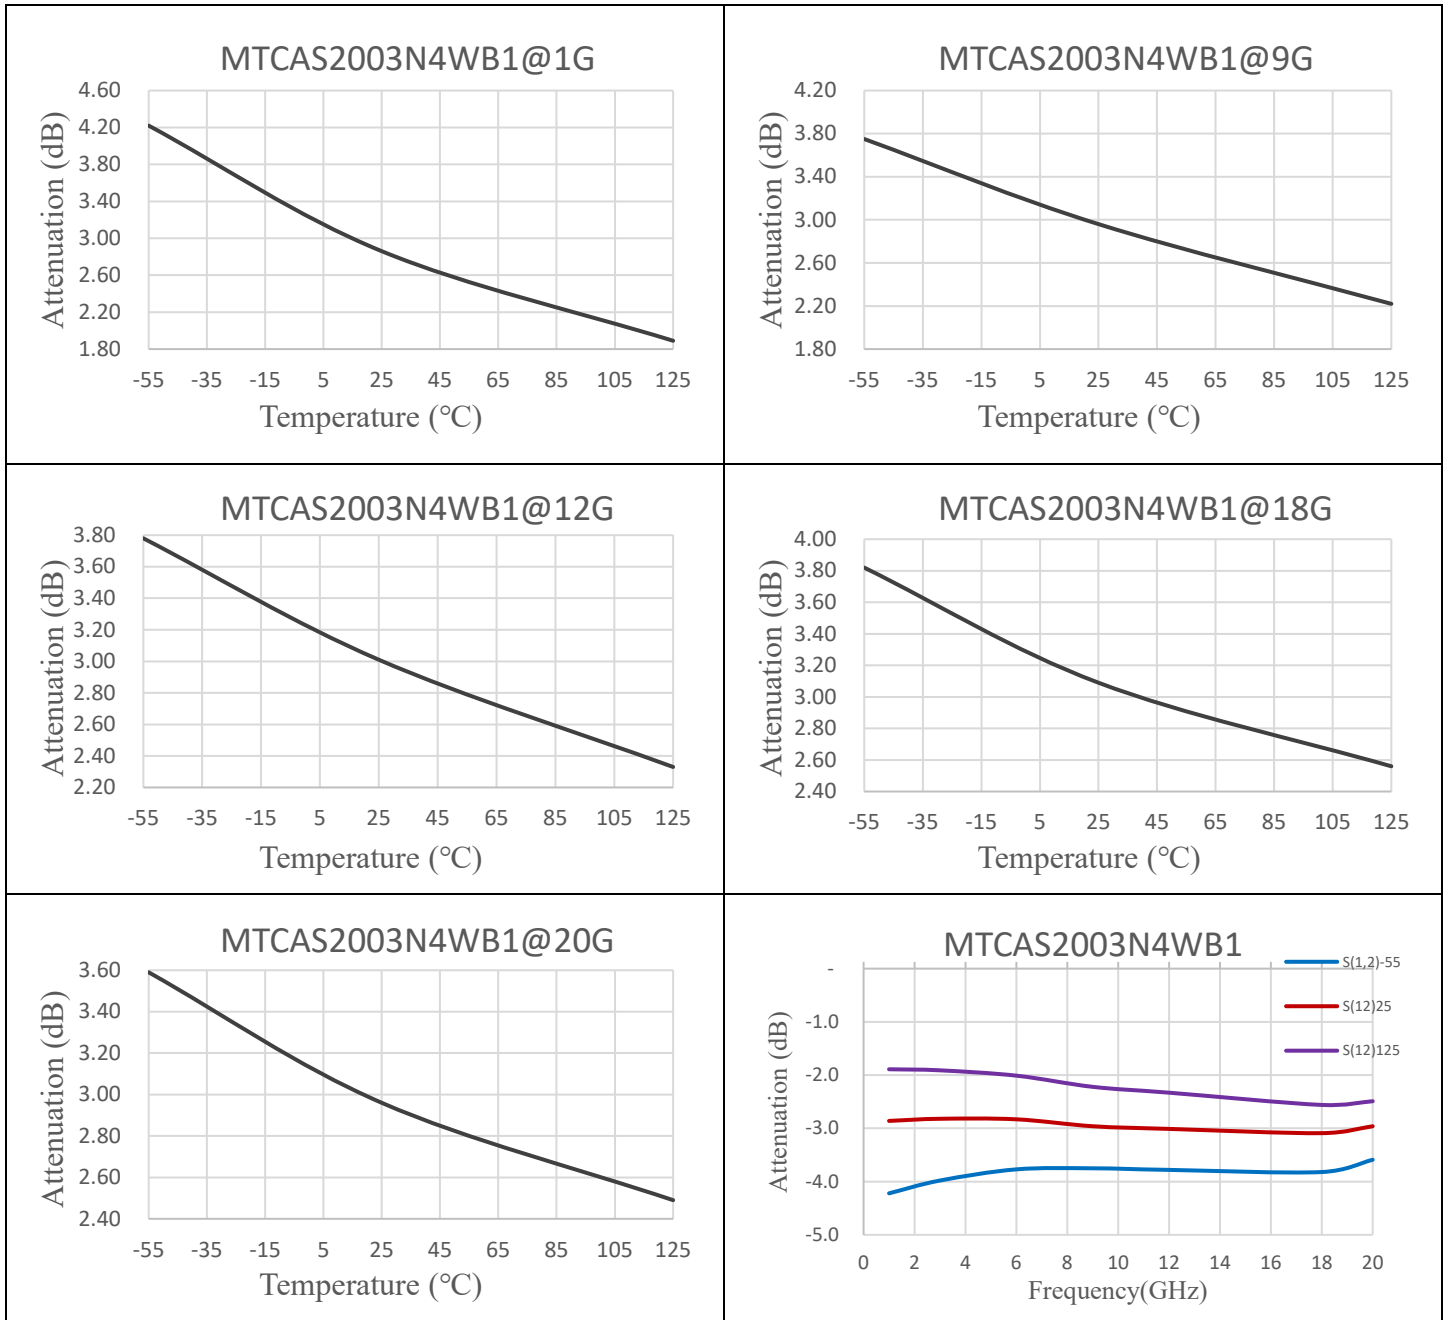 MTCAS2003N4WB1@1G
Attenuation (dB)
4.60
4.20
3.80
3.40
3.00
2.60
2.20
1.80
-55 -35 -15 5 25 45 65 85 105 125
Temperature (°C)
MTCAS2003N4WB1@9G
Attenuation (dB)
4.20
3.80
3.40
3.00
2.60
2.20
1.80
-55 -35 -15 5 25 45 65 85 105 125
Temperature (°C)
MTCAS2003N4WB1@12G
Attenuation (dB)
3.80
3.60
3.40
3.20
3.00
2.80
2.60
2.40
2.20
-55 -35 -15 5 25 45 65 85 105 125
Temperature (°C)
MTCAS2003N4WB1@18G
Attenuation (dB)
4.00
3.80
3.60
3.40
3.20
3.00
2.80
2.60
2.40
-55 -35 -15 5 25 45 65 85 105 125
Temperature (°C)
MTCAS2003N4WB1@20G
Attenuation (dB)
3.60
3.40
3.20
3.00
2.80
2.60
2.40
-55 -35 -15 5 25 45 65 85 105 125
Temperature (°C)
MTCAS2003N4WB1
S(1,2)-55
S(12)25
S(12)125
Attenuation (dB)
-
-1.0
-2.0
-3.0
-4.0
-5.0
0 2 4 6 8 10 12 14 16 18 20
Frequency(GHz)